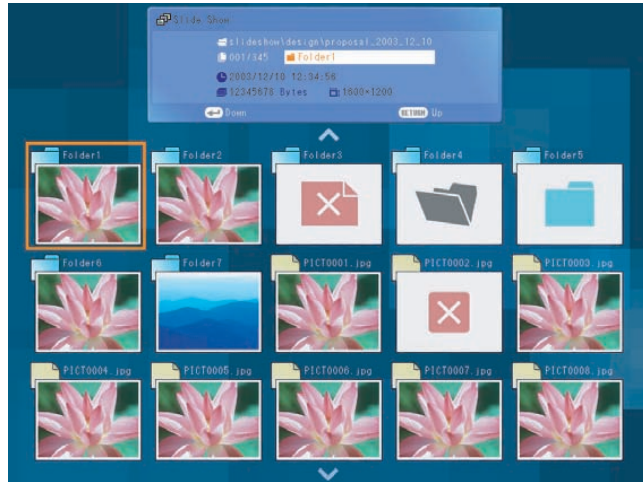 Slide Show
slideshow\design\proposal_2003_12_10
001/345 Folder1
2003/12/10 12:34:56
12345678 Bytes 1600×1200
Down RETURN Up
Folder1 Folder2 Folder3 Folder4 Folder5
Folder6 Folder7 PICT0001.jpg PICT0002.jpg PICT0003.jpg
PICT0004.jpg PICT0005.jpg PICT0006.jpg PICT0007.jpg PICT0008.jpg